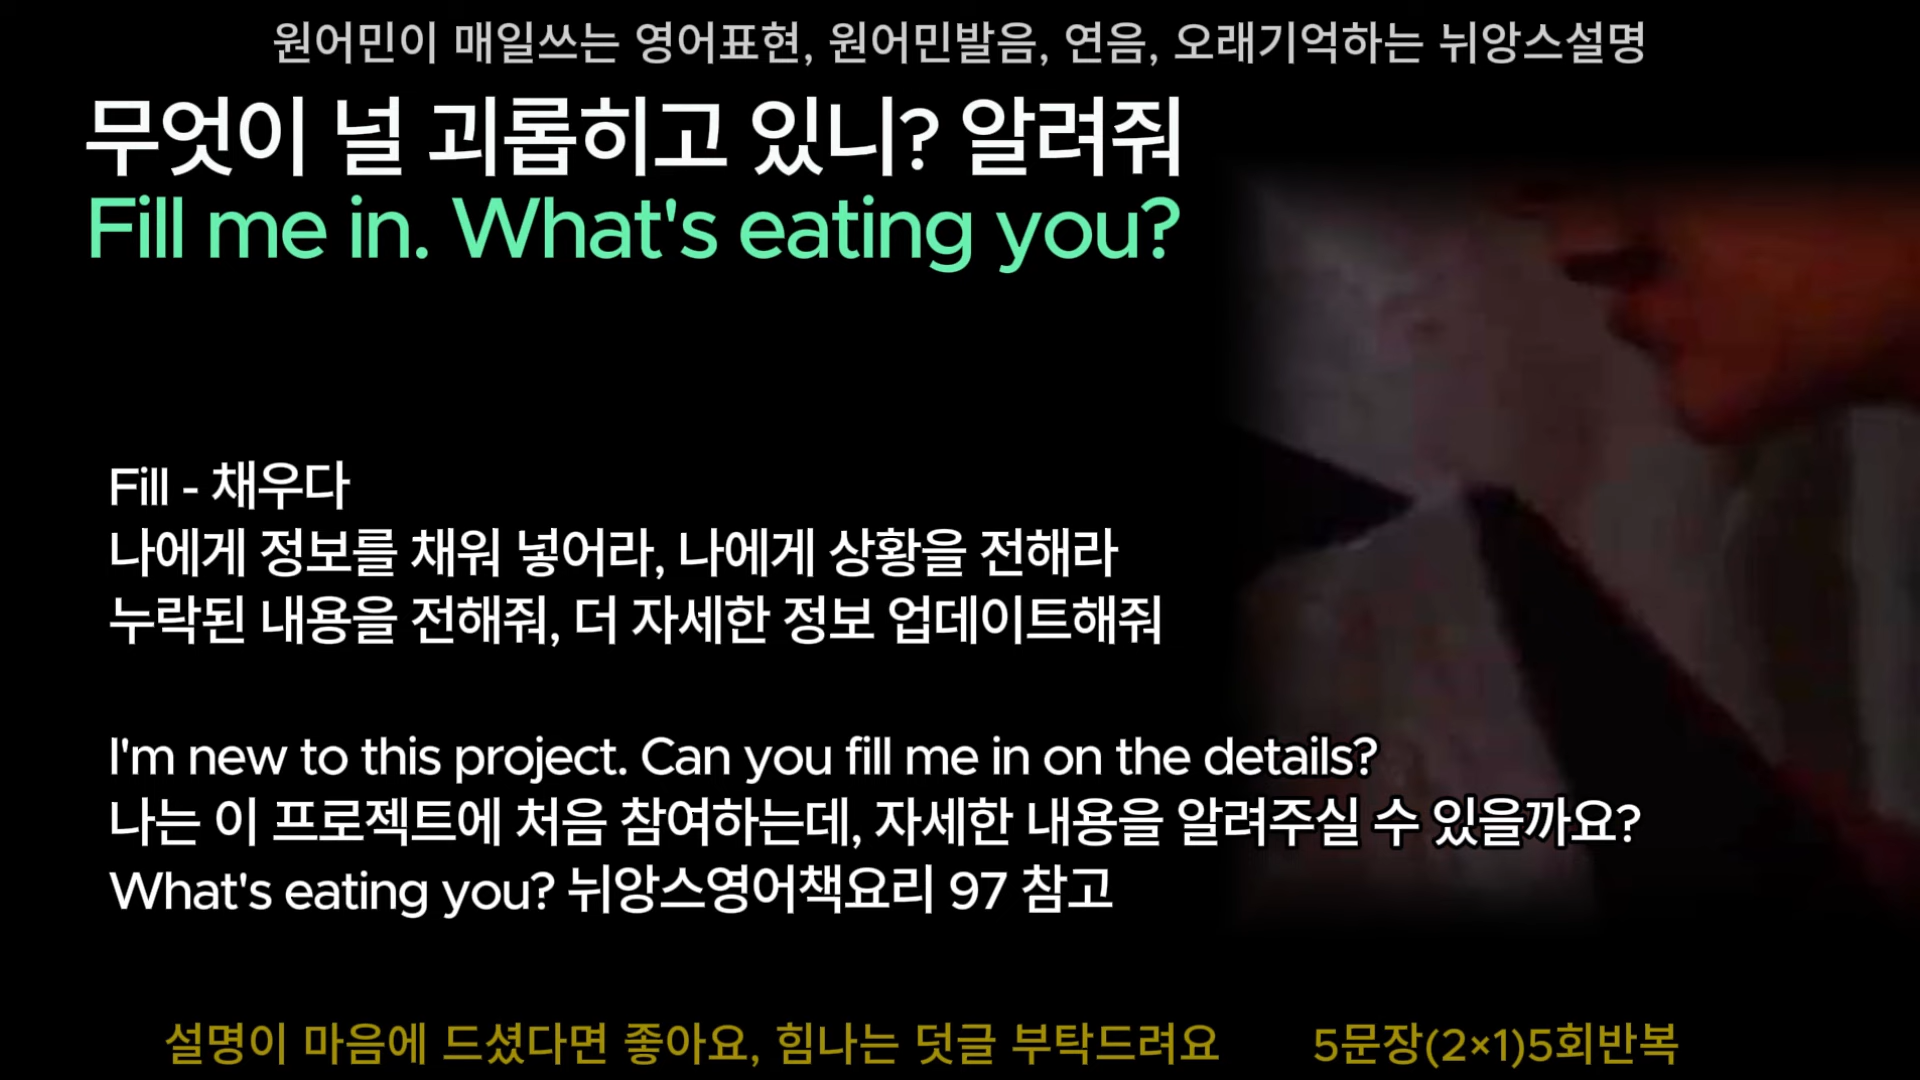 원어민이 매일쓰는 영어표현, 원어민발음, 연음, 오래기억하는 뉘앙스설명
무엇이 널 괴롭히고 있니? 알려줘
Fill me in. What's eating you?
Fill - 채우다
나에게 정보를 채워 넣어라, 나에게 상황을 전해라
누락된 내용을 전해줘, 더 자세한 정보 업데이트해줘
I'm new to this project. Can you fill me in on the details?
나는 이 프로젝트에 처음 참여하는데, 자세한 내용을 알려주실 수 있을까요?
What's eating you? 뉘앙스영어책요리 97 참고
설명이 마음에 드셨다면 좋아요, 힘나는 덧글 부탁드려요 5문장(2×1)5회반복